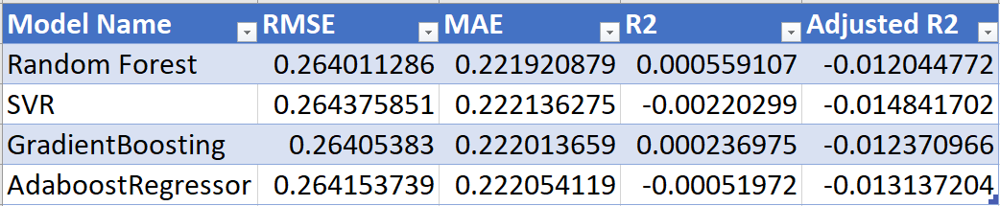 Model Name RMSE MAE R2 Adjusted R2
Random Forest 0.264011286 0.221920879 0.000559107 -0.012044772
SVR 0.264375851 0.222136275 -0.00220299 -0.014841702
GradientBoosting 0.26405383 0.222013659 0.000236975 -0.012370966
AdaboostRegressor 0.264153739 0.222054119 -0.00051972 -0.013137204